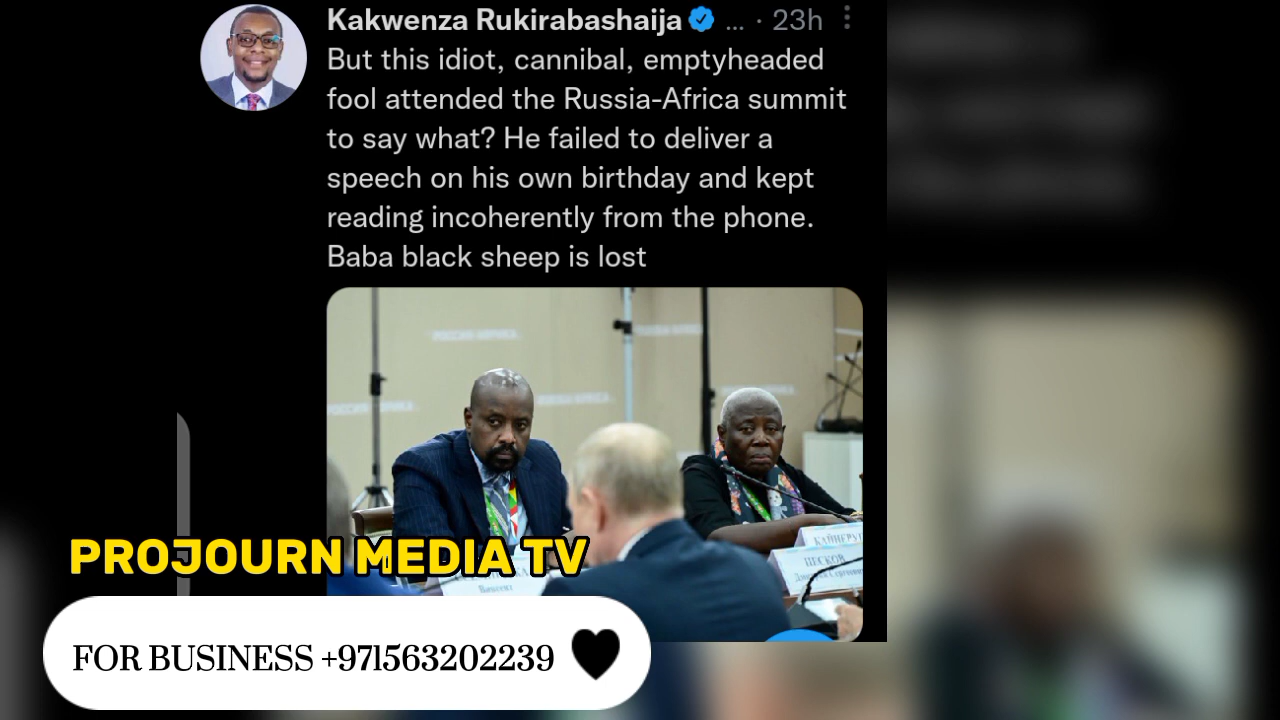 Kakwenza Rukirabashaija ... · 23h
But this idiot, cannibal, emptyheaded
fool attended the Russia-Africa summit
to say what? He failed to deliver a
speech on his own birthday and kept
reading incoherently from the phone.
Baba black sheep is lost
ПЕСКОВ
PROJOURN MEDIA TV
FOR BUSINESS +971563202239